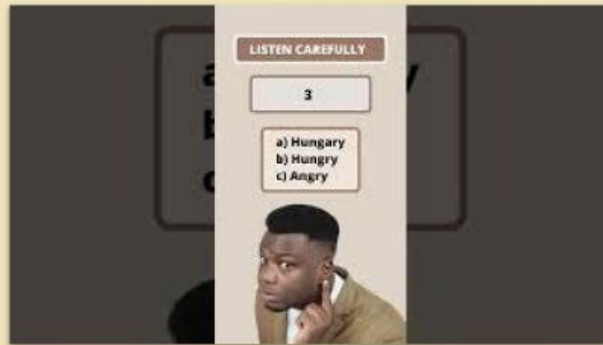 LISTEN CAREFULLY
3
a) Hungary
b) Hungry
c) Angry